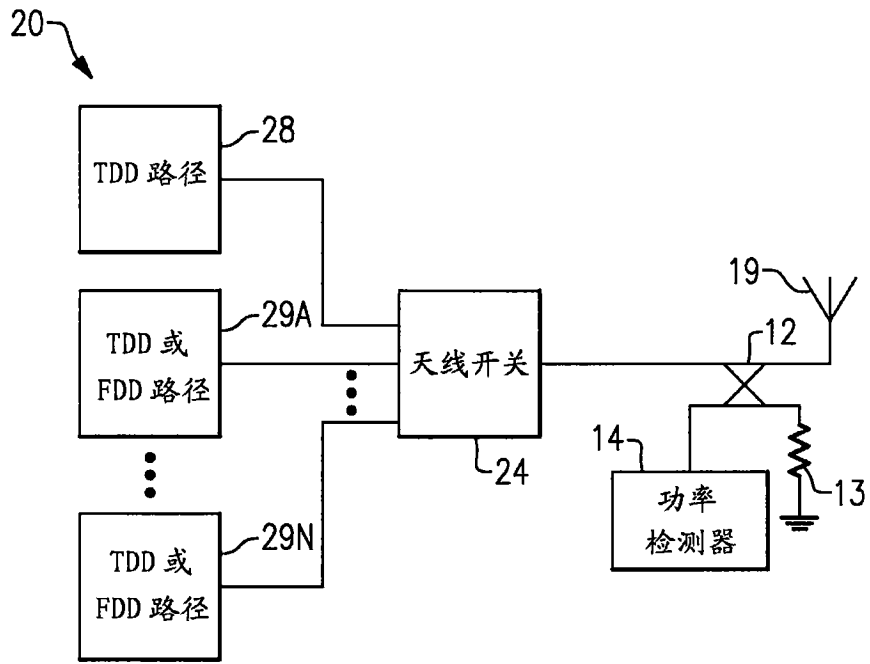 20
28
TDD 路径
29A
TDD 或
FDD 路径
天线开关
24
19
12
14
功率
检测器
13
29N
TDD 或
FDD 路径